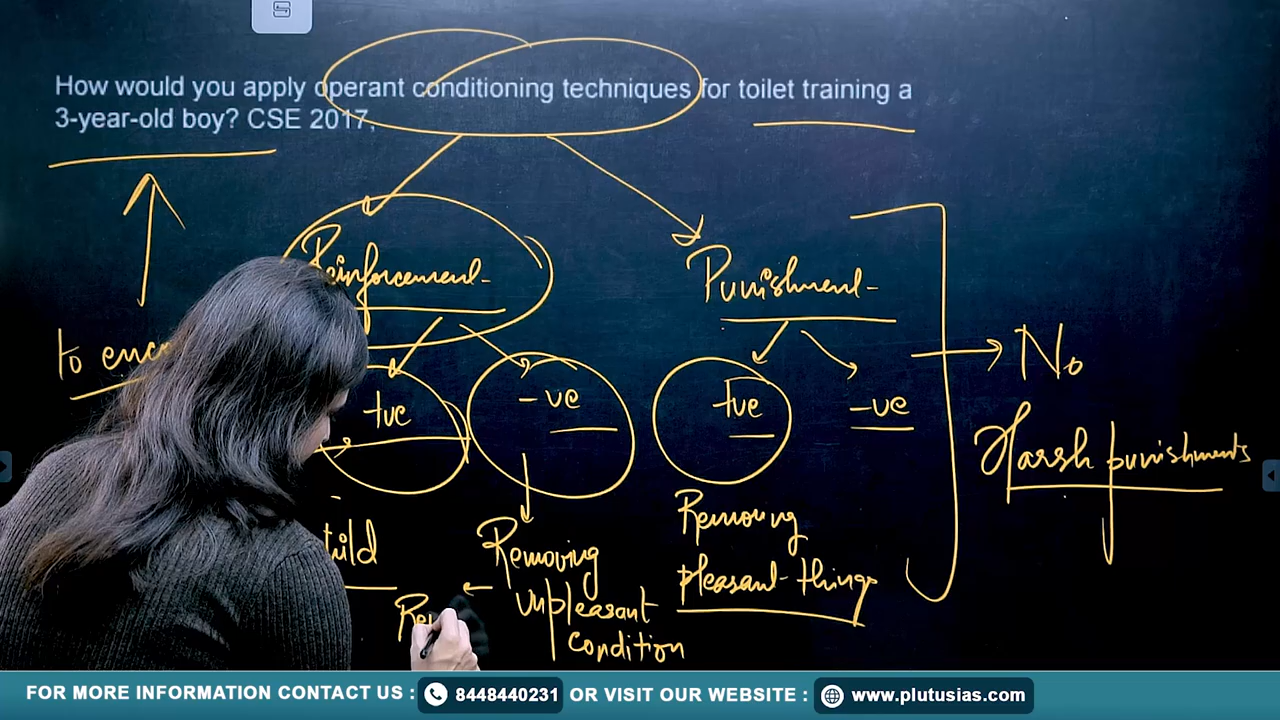 How would you apply operant conditioning techniques for toilet training a
3-year-old boy? CSE 2017,
Reinforcement
Punishment
to enco
+ve
-ve
+ve
-ve
No
Harsh punishments
Removing
unpleasant
condition
Removing
pleasant things
FOR MORE INFORMATION CONTACT US : 8448440231 OR VISIT OUR WEBSITE : www.plutusias.com